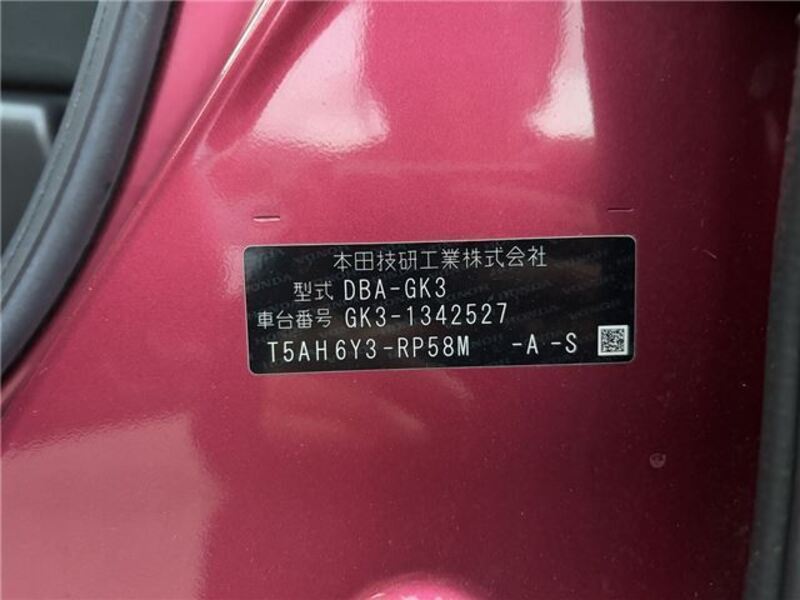 本田技研工業株式会社
型式 DBA-GK3
車台番号 GK3-1342527
T5AH6Y3-RP58M -A -S